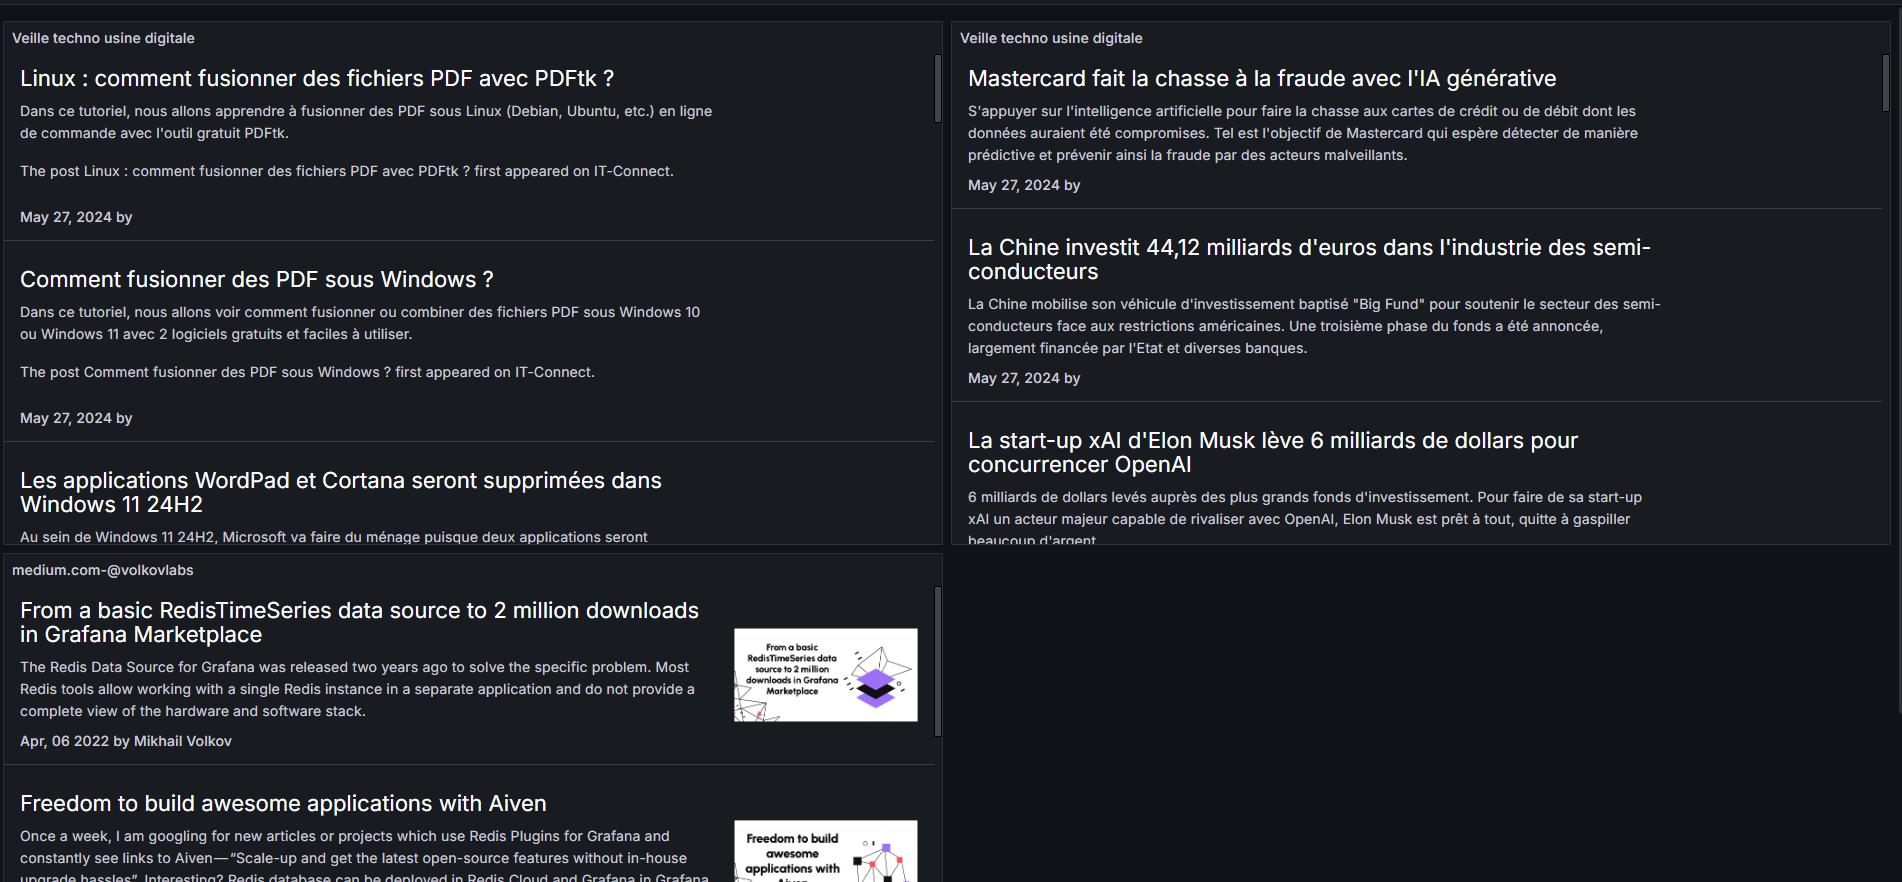 Veille techno usine digitale
Linux : comment fusionner des fichiers PDF avec PDFtk ?
Dans ce tutoriel, nous allons apprendre à fusionner des PDF sous Linux (Debian, Ubuntu, etc.) en ligne
de commande avec l'outil gratuit PDFtk.
The post Linux : comment fusionner des fichiers PDF avec PDFtk ? first appeared on IT-Connect.
May 27, 2024 by
Comment fusionner des PDF sous Windows ?
Dans ce tutoriel, nous allons voir comment fusionner ou combiner des fichiers PDF sous Windows 10
ou Windows 11 avec 2 logiciels gratuits et faciles à utiliser.
The post Comment fusionner des PDF sous Windows ? first appeared on IT-Connect.
May 27, 2024 by
Les applications WordPad et Cortana seront supprimées dans
Windows 11 24H2
Au sein de Windows 11 24H2, Microsoft va faire du ménage puisque deux applications seront
Veille techno usine digitale
Mastercard fait la chasse à la fraude avec l'IA générative
S'appuyer sur l'intelligence artificielle pour faire la chasse aux cartes de crédit ou de débit dont les
données auraient été compromises. Tel est l'objectif de Mastercard qui espère détecter de manière
prédictive et prévenir ainsi la fraude par des acteurs malveillants.
May 27, 2024 by
La Chine investit 44,12 milliards d'euros dans l'industrie des semi-
conducteurs
La Chine mobilise son véhicule d'investissement baptisé "Big Fund" pour soutenir le secteur des semi-
conducteurs face aux restrictions américaines. Une troisième phase du fonds a été annoncée,
largement financée par l'Etat et diverses banques.
May 27, 2024 by
La start-up xAI d'Elon Musk lève 6 milliards de dollars pour
concurrencer OpenAI
6 milliards de dollars levés auprès des plus grands fonds d'investissement. Pour faire de sa start-up
xAI un acteur majeur capable de rivaliser avec OpenAI, Elon Musk est prêt à tout, quitte à gaspiller
beaucoup d'argent.
medium.com-@volkovlabs
From a basic RedisTimeSeries data source to 2 million downloads
in Grafana Marketplace
The Redis Data Source for Grafana was released two years ago to solve the specific problem. Most
Redis tools allow working with a single Redis instance in a separate application and do not provide a
complete view of the hardware and software stack.
Apr, 06 2022 by Mikhail Volkov
From a basic
RedisTimeSeries data
source to 2 million
downloads in Grafana
Marketplace
Freedom to build awesome applications with Aiven
Once a week, I am googling for new articles or projects which use Redis Plugins for Grafana and
constantly see links to Aiven — “Scale-up and get the latest open-source features without in-house
upgrade hassles”. Interesting? Redis database can be deployed in Redis Cloud and Grafana in Grafana
Freedom to build
awesome
applications with
Aiven